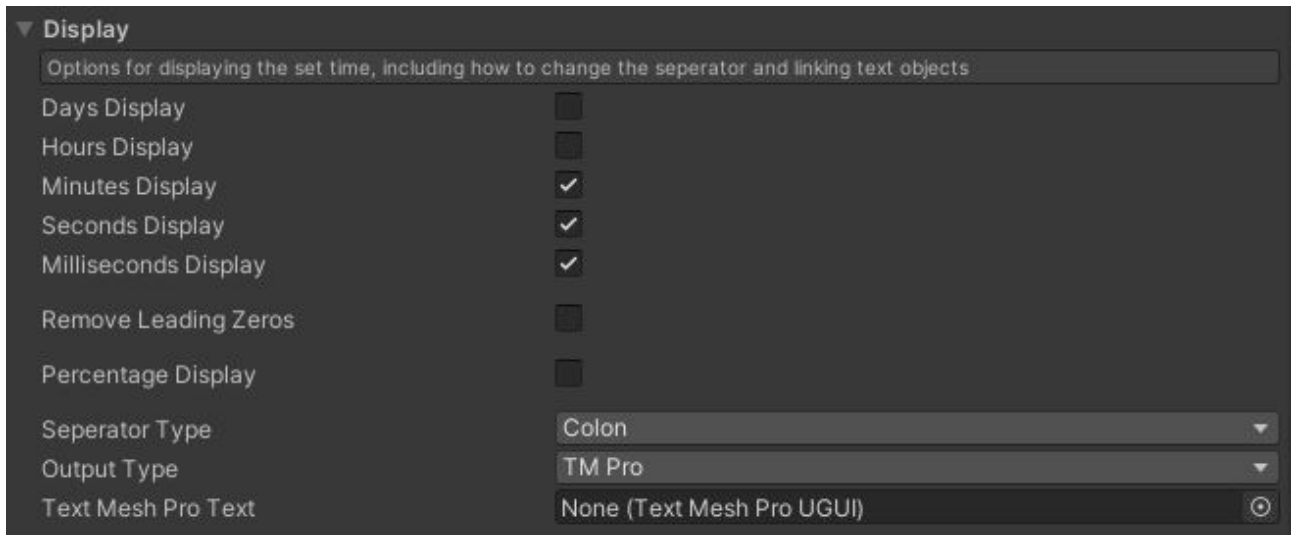 Display
Options for displaying the set time, including how to change the seperator and linking text objects
Days Display
Hours Display
Minutes Display
Seconds Display
Milliseconds Display
Remove Leading Zeros
Percentage Display
Seperator Type Colon
Output Type TM Pro
Text Mesh Pro Text None (Text Mesh Pro UGUI)